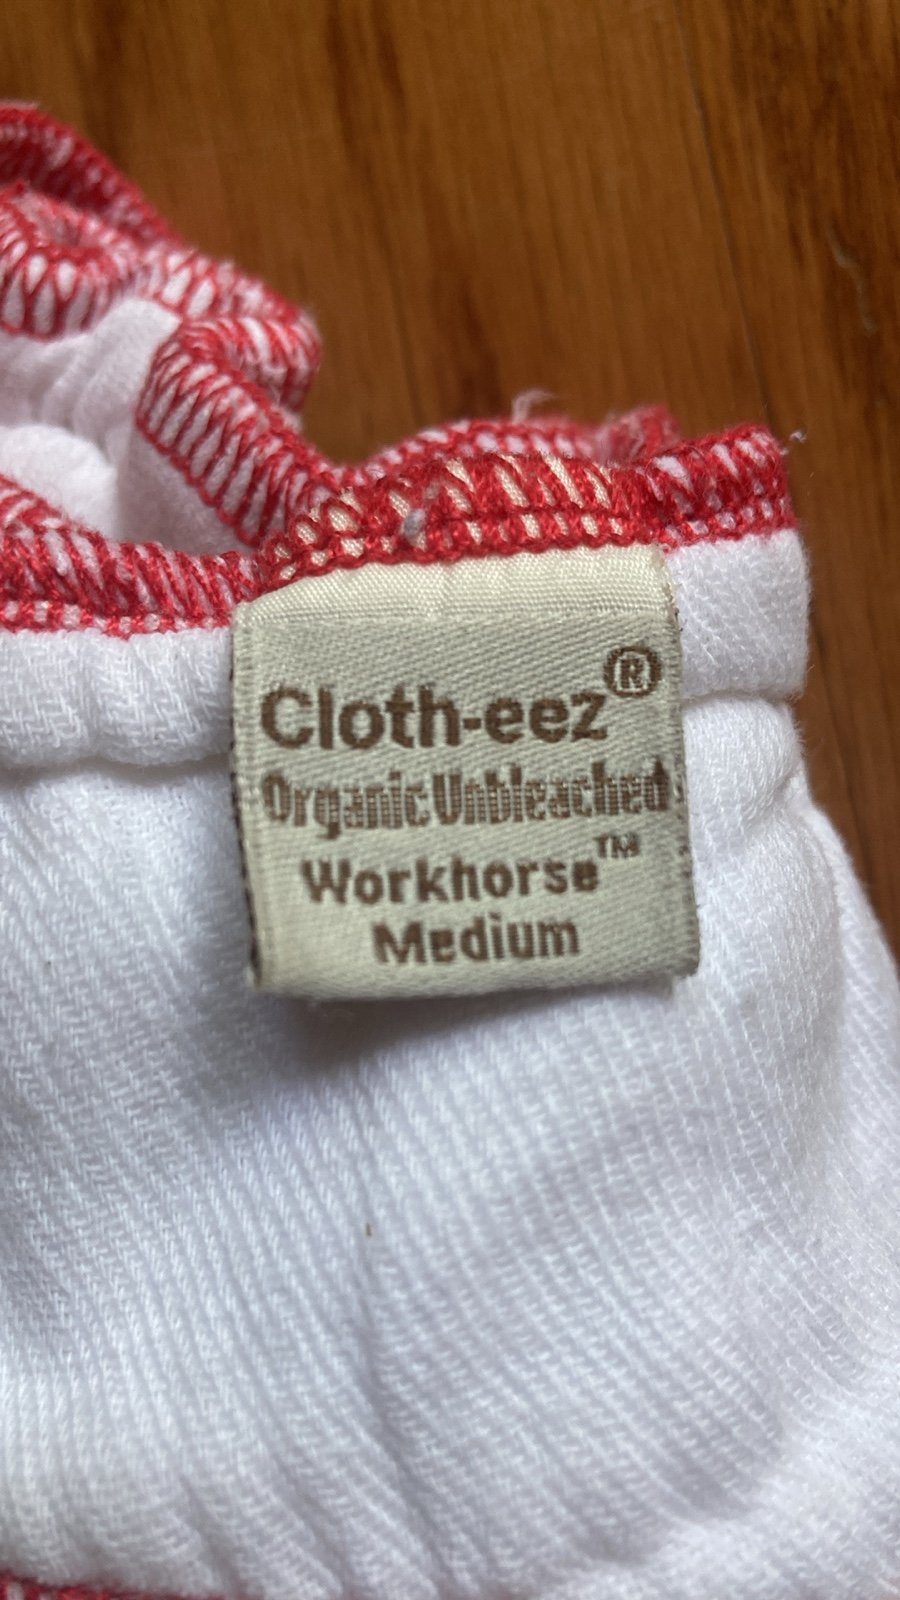 Cloth-eez®
Organic Unbleached
Workhorse™
Medium